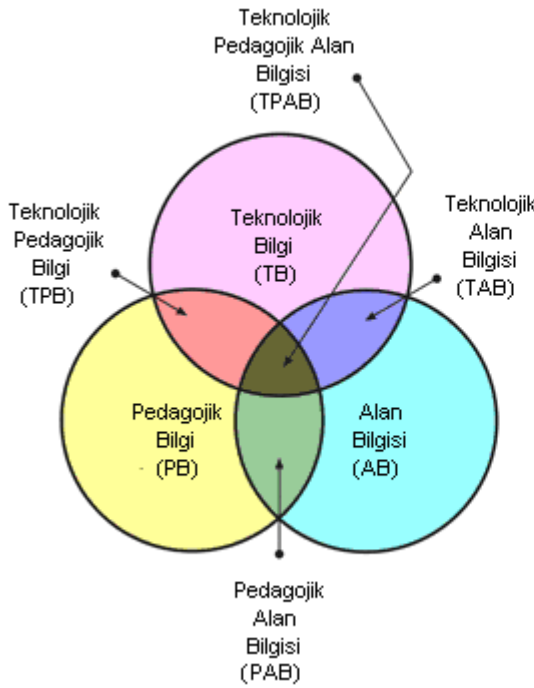 Teknolojik
Pedagojik Alan
Bilgisi
(TPAB)
Teknolojik
Pedagojik
Bilgi
(TPB)
Teknolojik
Bilgi
(TB)
Teknolojik
Alan
Bilgisi
(TAB)
Pedagojik
Bilgi
(PB)
Alan
Bilgisi
(AB)
Pedagojik
Alan
Bilgisi
(PAB)